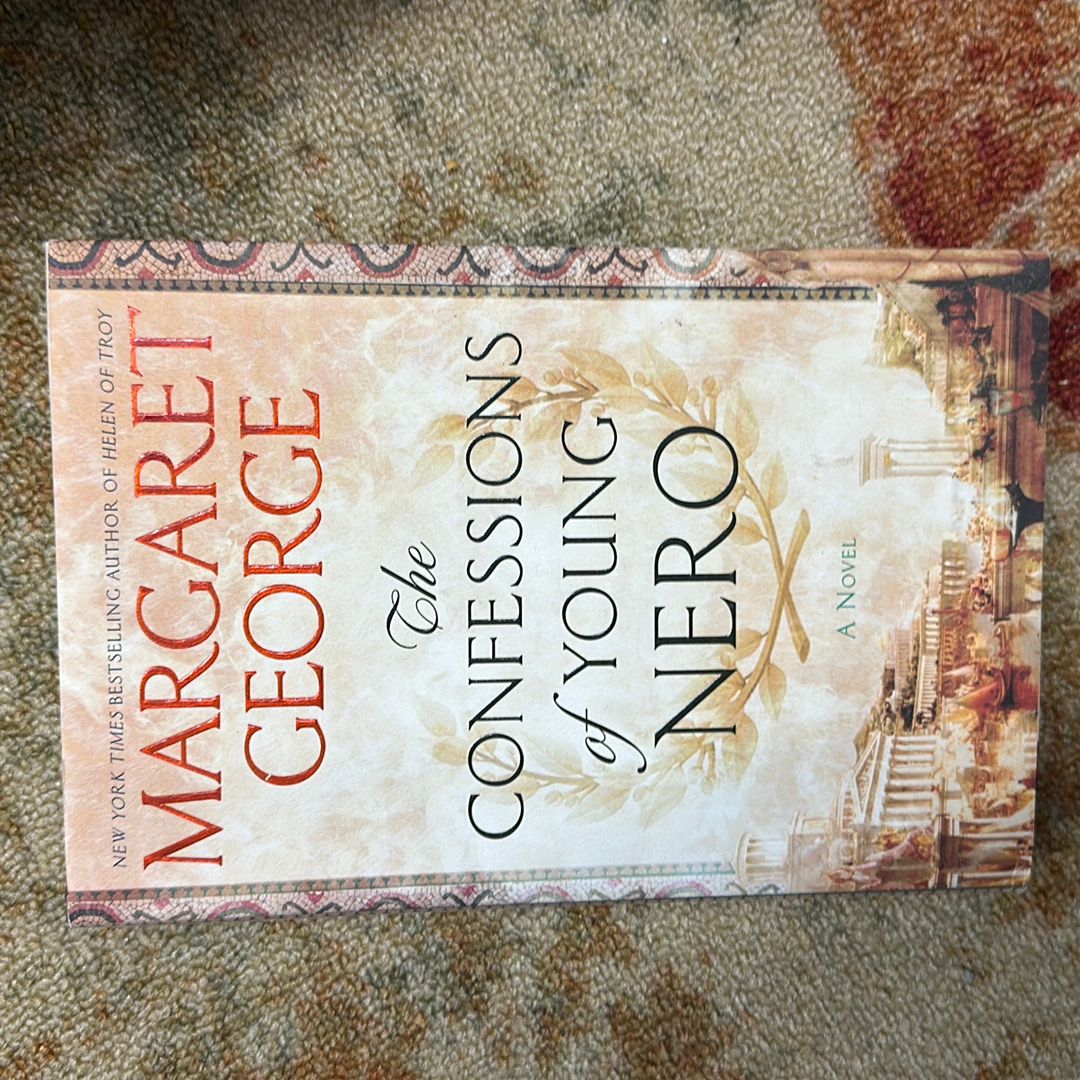 NEW YORK TIMES BESTSELLING AUTHOR OF HELEN OF TROY
MARGARET
GEORGE
The
CONFESSIONS
of YOUNG
NERO
A NOVEL